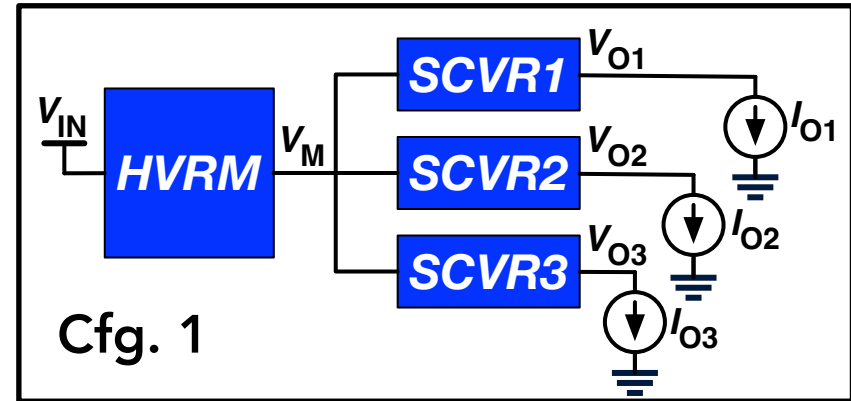 SCVR1
V_O1
I_O1
V_IN
HVRM
V_M
SCVR2
V_O2
I_O2
SCVR3
V_O3
I_O3
Cfg. 1